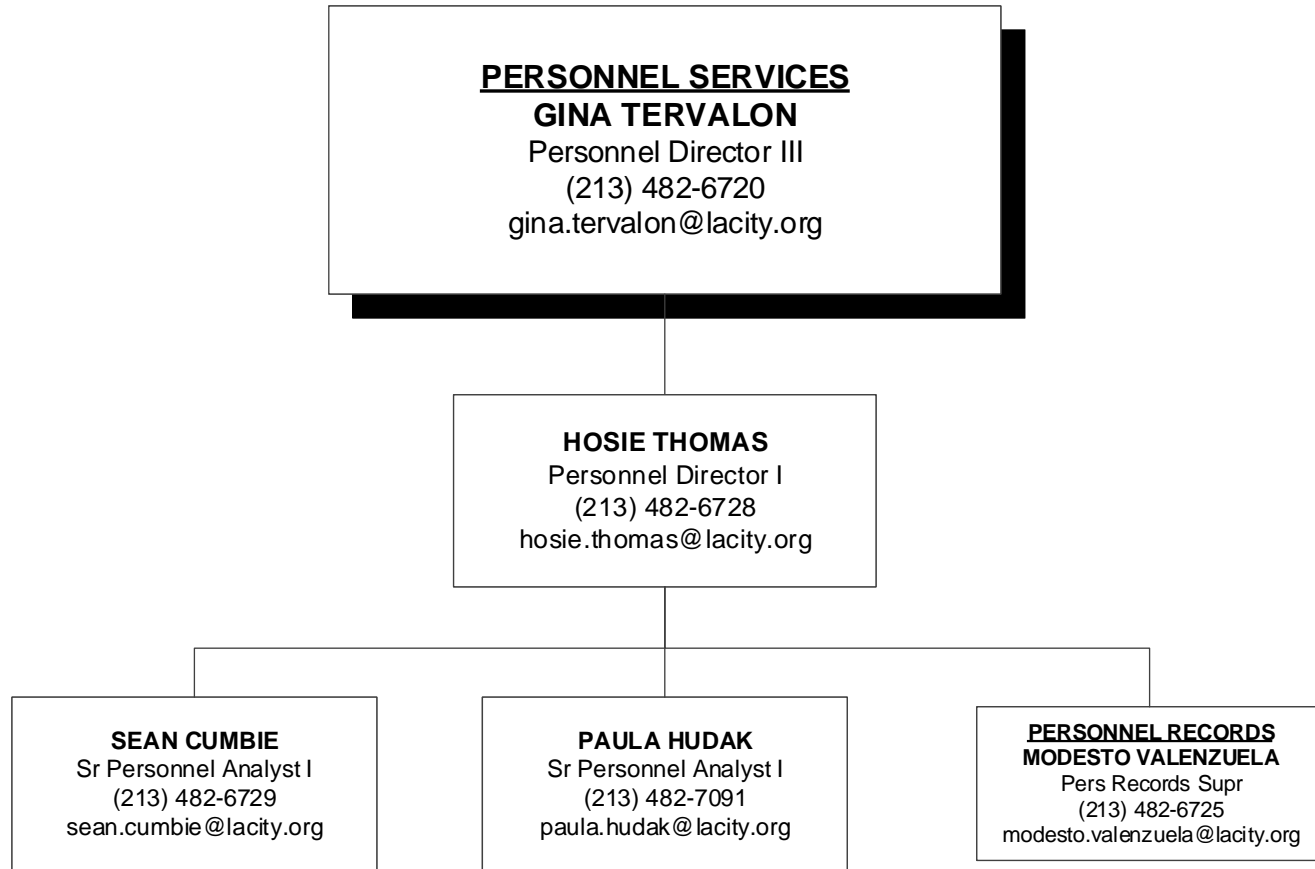 PERSONNEL SERVICES
GINA TERVALON
Personnel Director III
(213) 482-6720
gina.tervalon@lacity.org
HOSIE THOMAS
Personnel Director I
(213) 482-6728
hosie.thomas@lacity.org
SEAN CUMBIE
Sr Personnel Analyst I
(213) 482-6729
sean.cumbie@lacity.org
PAULA HUDAK
Sr Personnel Analyst I
(213) 482-7091
paula.hudak@lacity.org
PERSONNEL RECORDS
MODESTO VALENZUELA
Pers Records Supr
(213) 482-6725
modesto.valenzuela@lacity.org